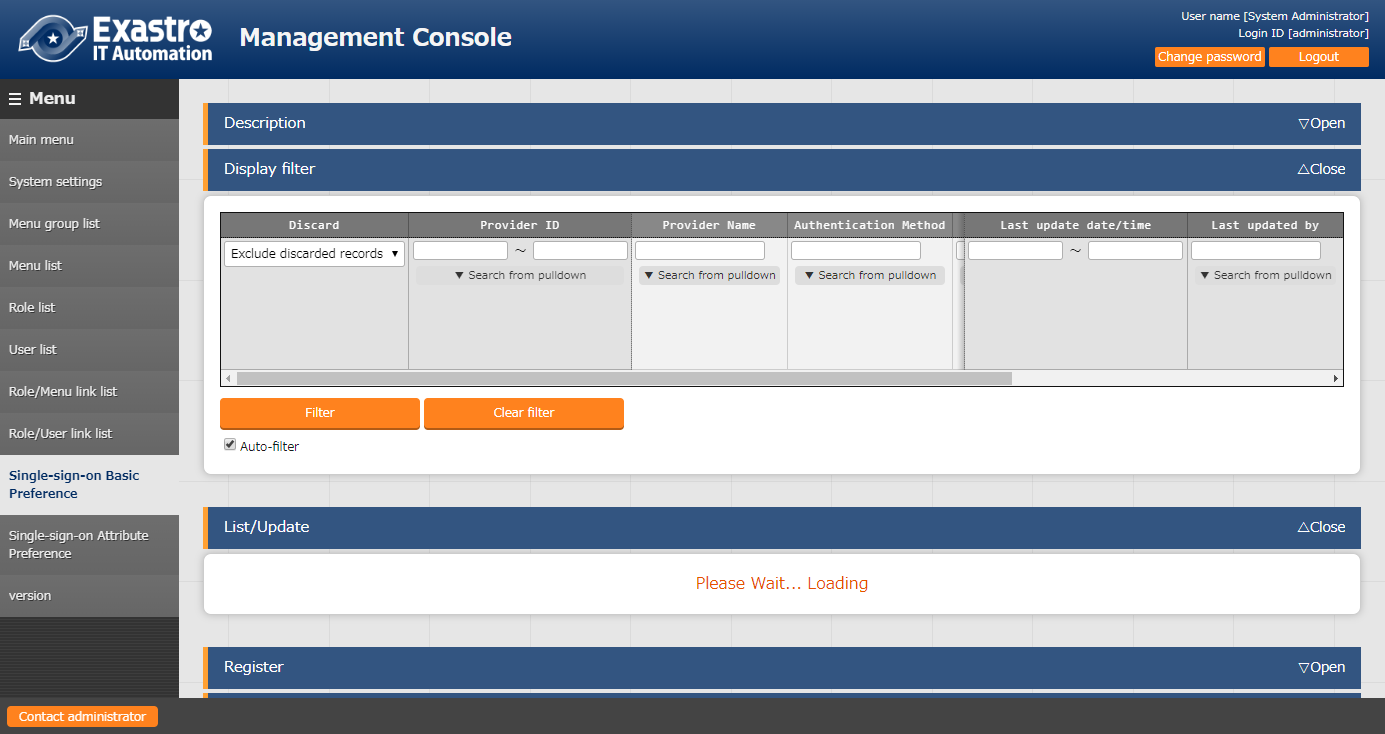 Exastro
IT Automation
Management Console
User name [System Administrator]
Login ID [administrator]
Change password
Logout
Menu
Main menu
System settings
Menu group list
Menu list
Role list
User list
Role/Menu link list
Role/User link list
Single-sign-on Basic
Preference
Single-sign-on Attribute
Preference
version
Contact administrator
Description
▽Open
Display filter
△Close
Discard
Provider ID
Provider Name
Authentication Method
Last update date/time
Last updated by
Exclude discarded records ▼
～
～
▼ Search from pulldown
▼ Search from pulldown
▼ Search from pulldown
▼ Search from pulldown
Filter
Clear filter
Auto-filter
List/Update
△Close
Please Wait... Loading
Register
▽Open